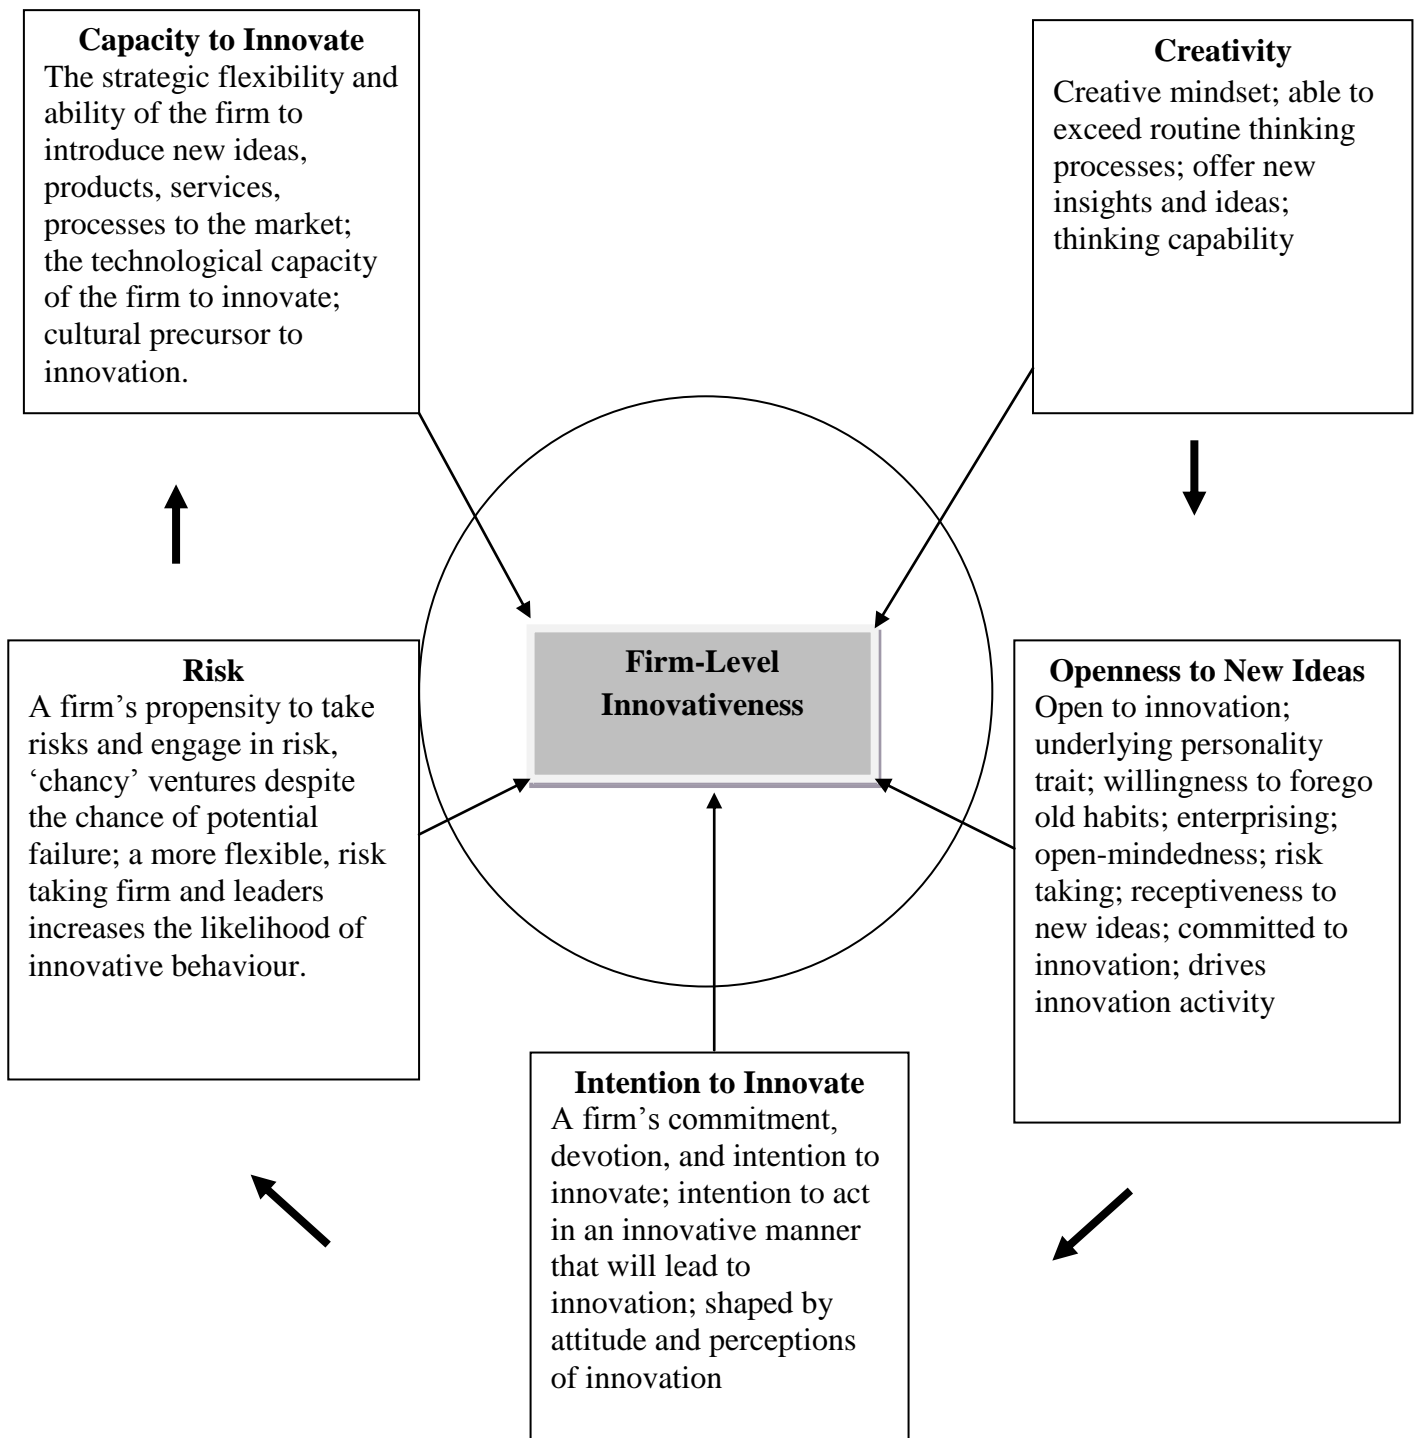 Capacity to Innovate
The strategic flexibility and
ability of the firm to
introduce new ideas,
products, services,
processes to the market;
the technological capacity
of the firm to innovate;
cultural precursor to
innovation.
Creativity
Creative mindset; able to
exceed routine thinking
processes; offer new
insights and ideas;
thinking capability
Firm-Level
Innovativeness
Risk
A firm’s propensity to take
risks and engage in risk,
‘chancy’ ventures despite
the chance of potential
failure; a more flexible, risk
taking firm and leaders
increases the likelihood of
innovative behaviour.
Openness to New Ideas
Open to innovation;
underlying personality
trait; willingness to forego
old habits; enterprising;
open-mindedness; risk
taking; receptiveness to
new ideas; committed to
innovation; drives
innovation activity
Intention to Innovate
A firm’s commitment,
devotion, and intention to
innovate; intention to act
in an innovative manner
that will lead to
innovation; shaped by
attitude and perceptions
of innovation